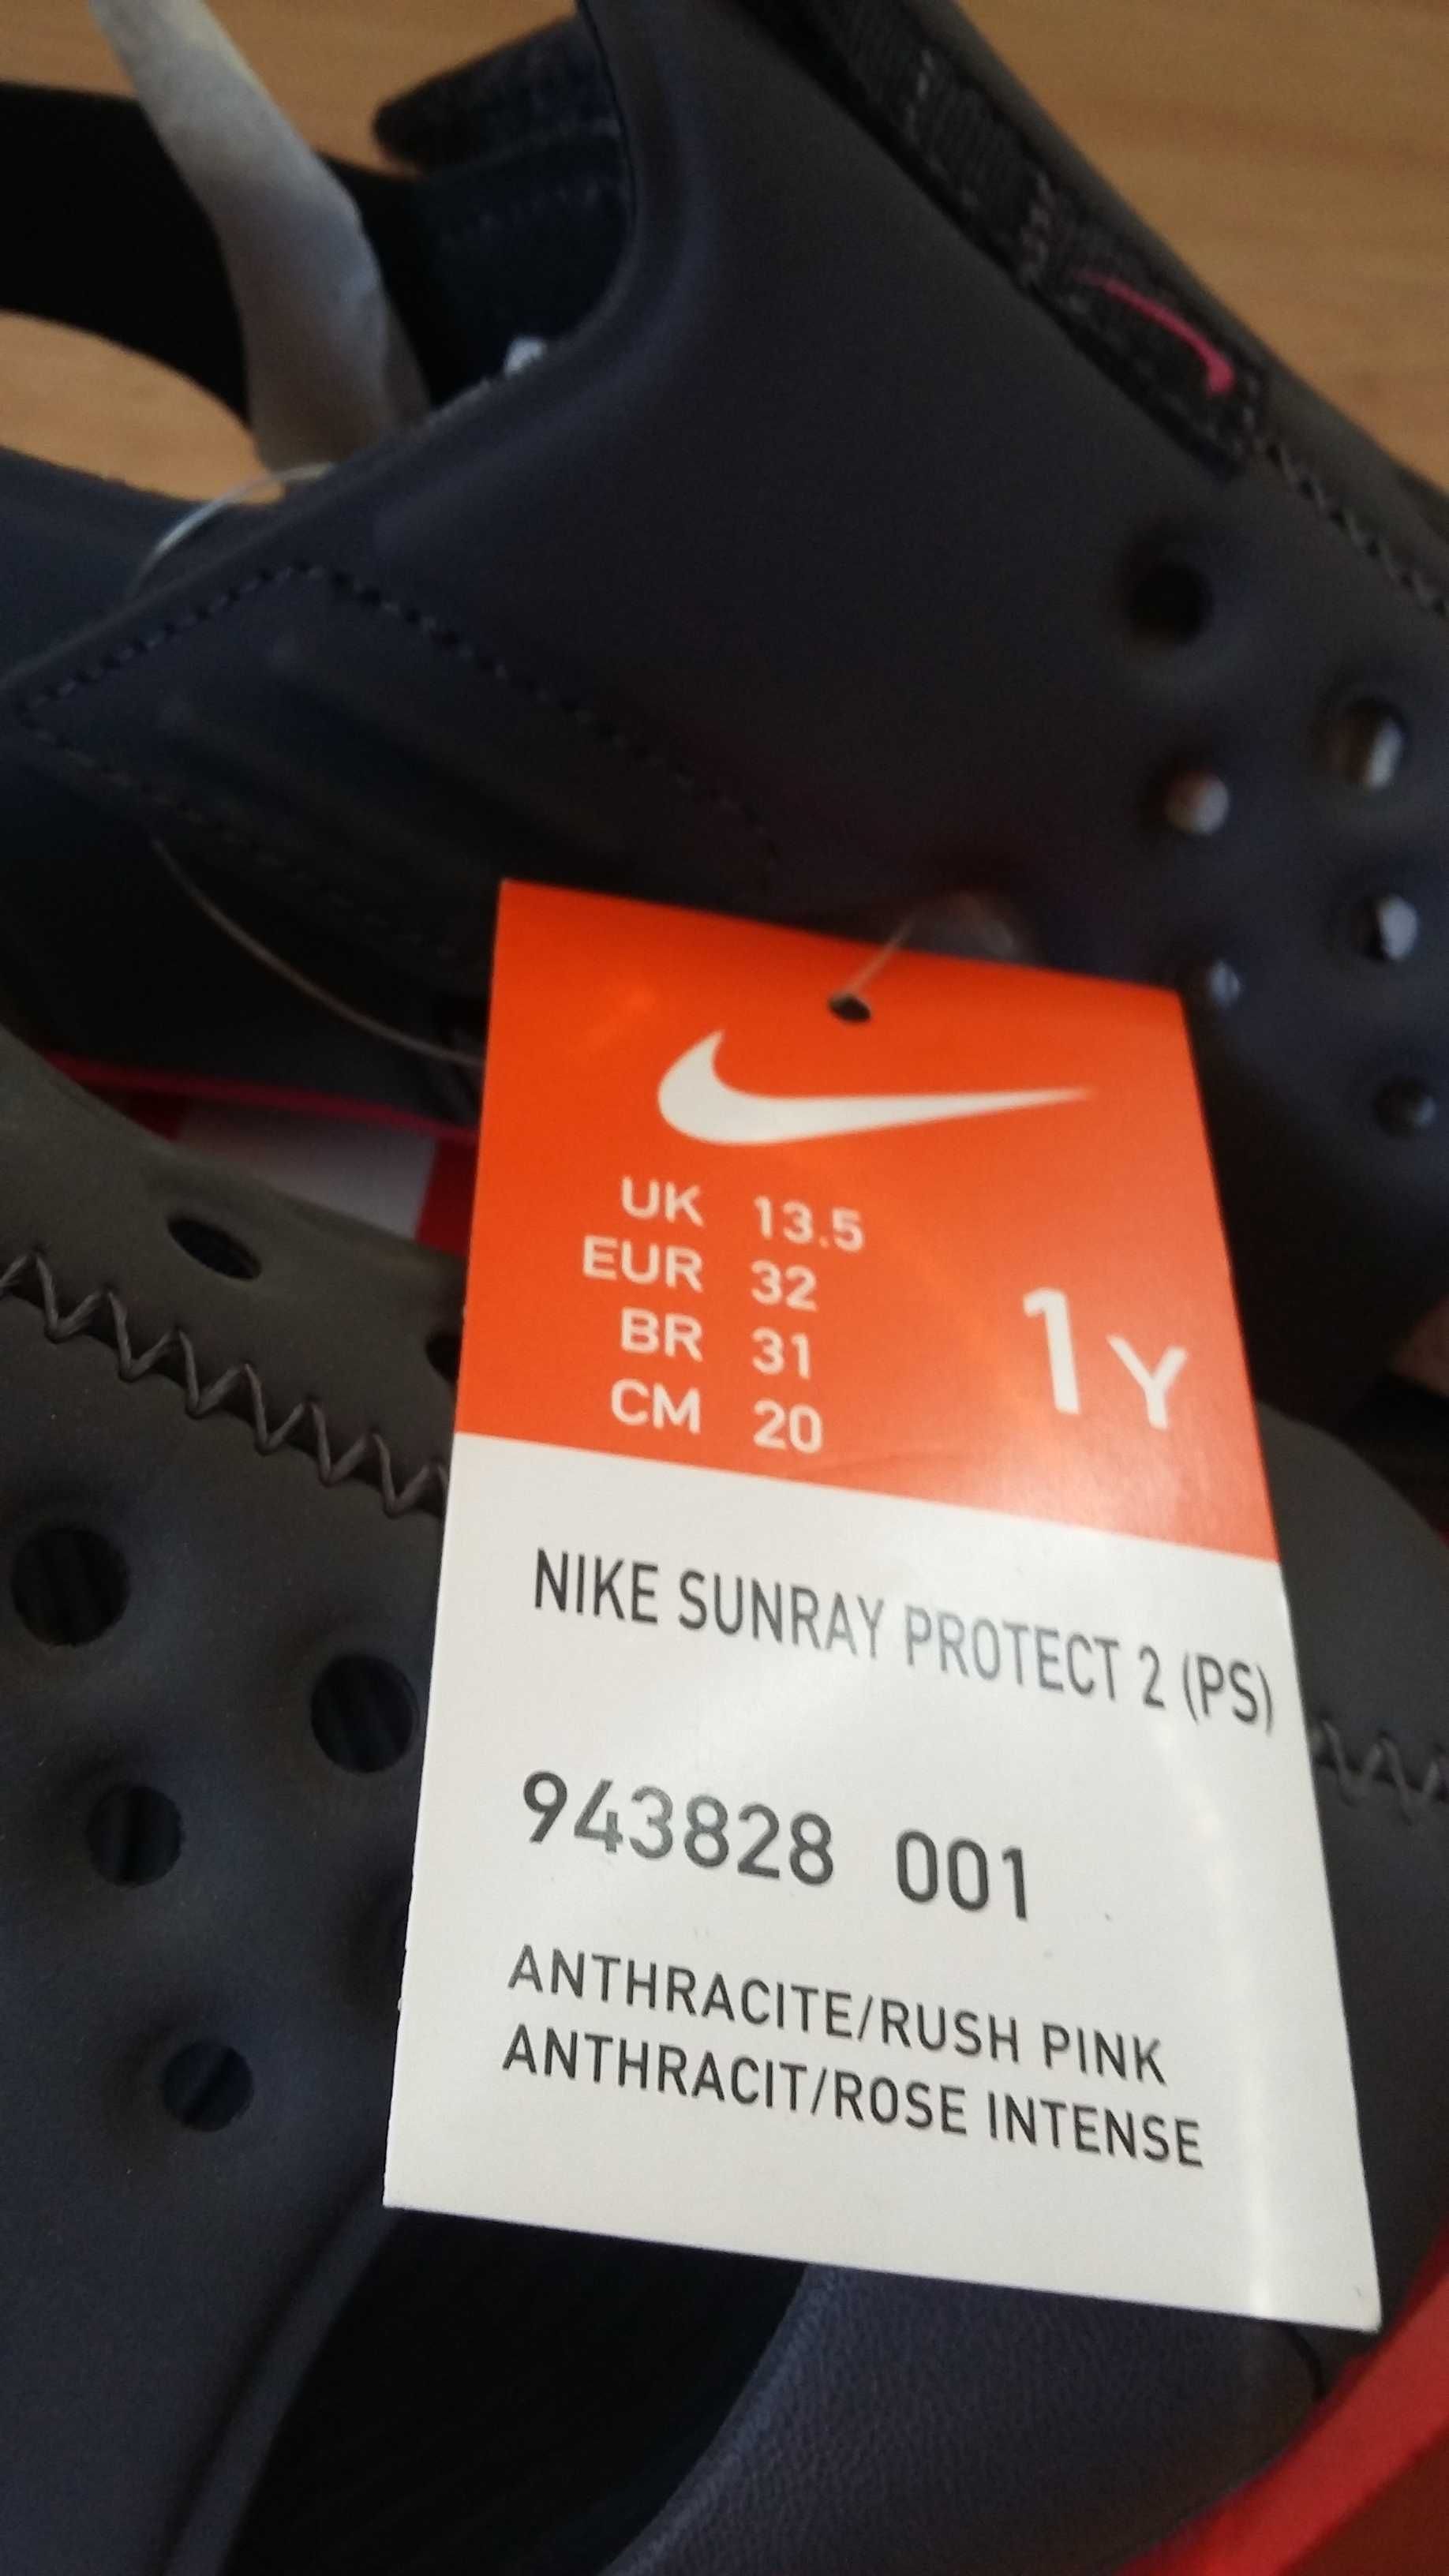 UK 13.5
EUR 32
BR 31
CM 20
1Y
NIKE SUNRAY PROTECT 2 (PS)
943828 001
ANTHRACITE/RUSH PINK
ANTHRACIT/ROSE INTENSE